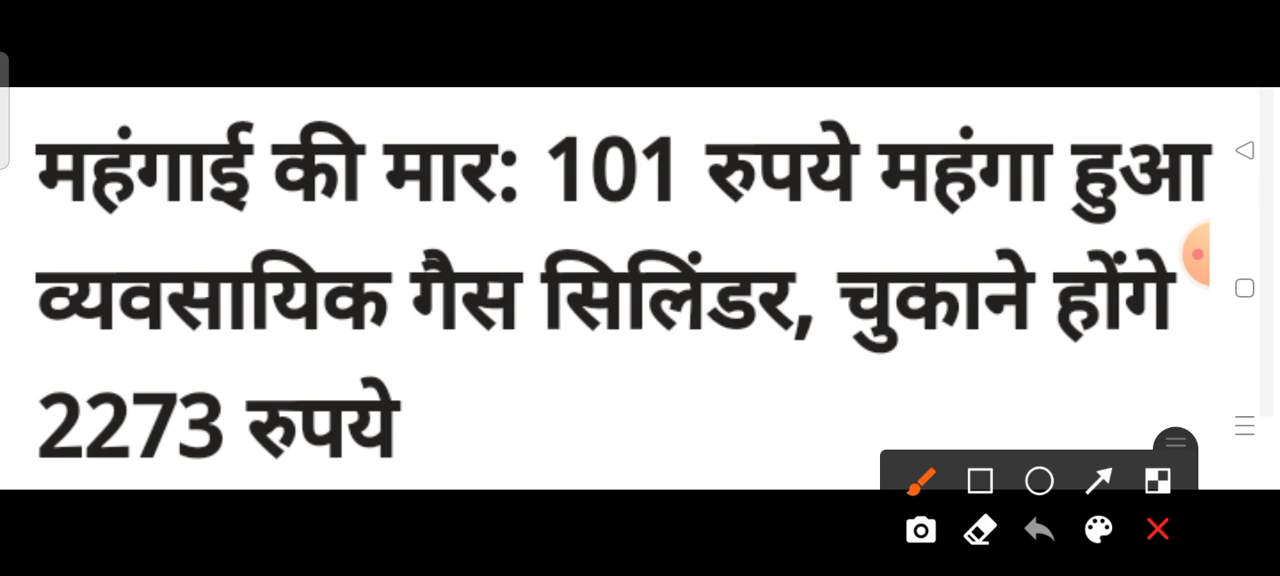 महंगाई की मार: 101 रुपये महंगा हुआ
व्यवसायिक गैस सिलिंडर, चुकाने होंगे
2273 रुपये